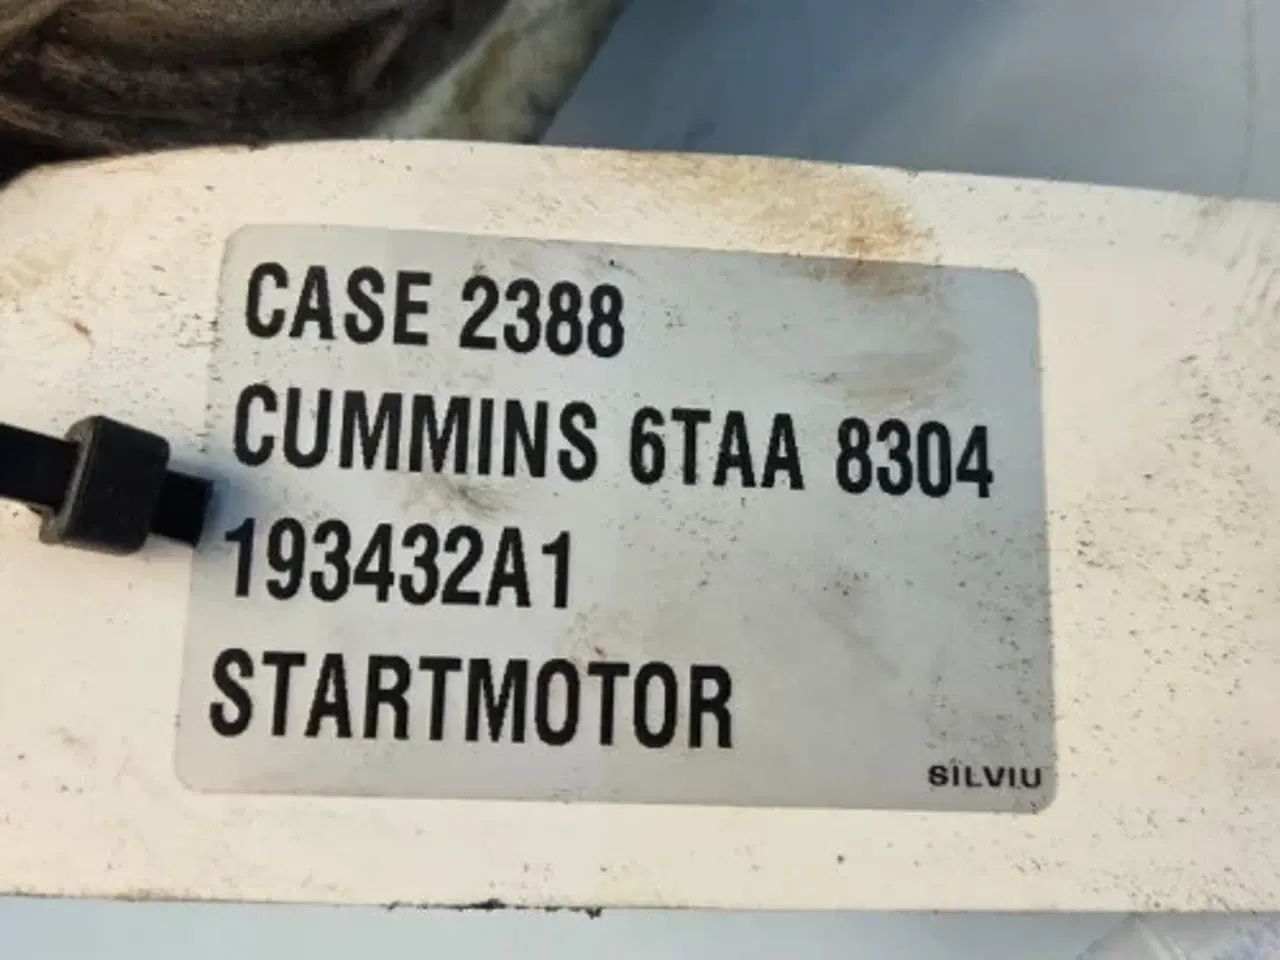 CASE 2388
CUMMINS 6TAA 8304
193432A1
STARTMOTOR
SILVIU